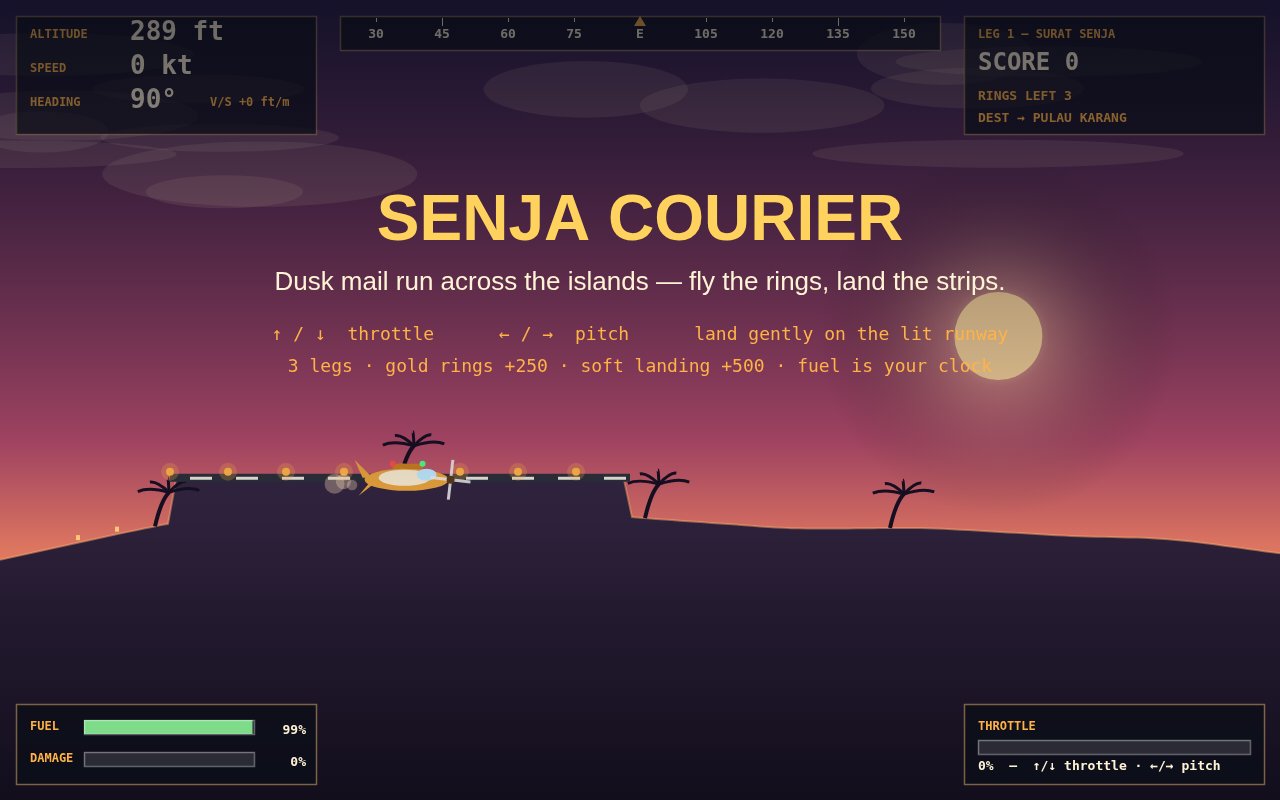 ALTITUDE 289 ft
SPEED 0 kt
HEADING 90° V/S +0 ft/m
30 45 60 75 E 105 120 135 150
LEG 1 — SURAT SENJA
SCORE 0
RINGS LEFT 3
DEST → PULAU KARANG
SENJA COURIER
Dusk mail run across the islands — fly the rings, land the strips.
↑ / ↓ throttle ← / → pitch land gently on the lit runway
3 legs · gold rings +250 · soft landing +500 · fuel is your clock
FUEL 99%
DAMAGE 0%
THROTTLE
0% — ↑/↓ throttle · ←/→ pitch